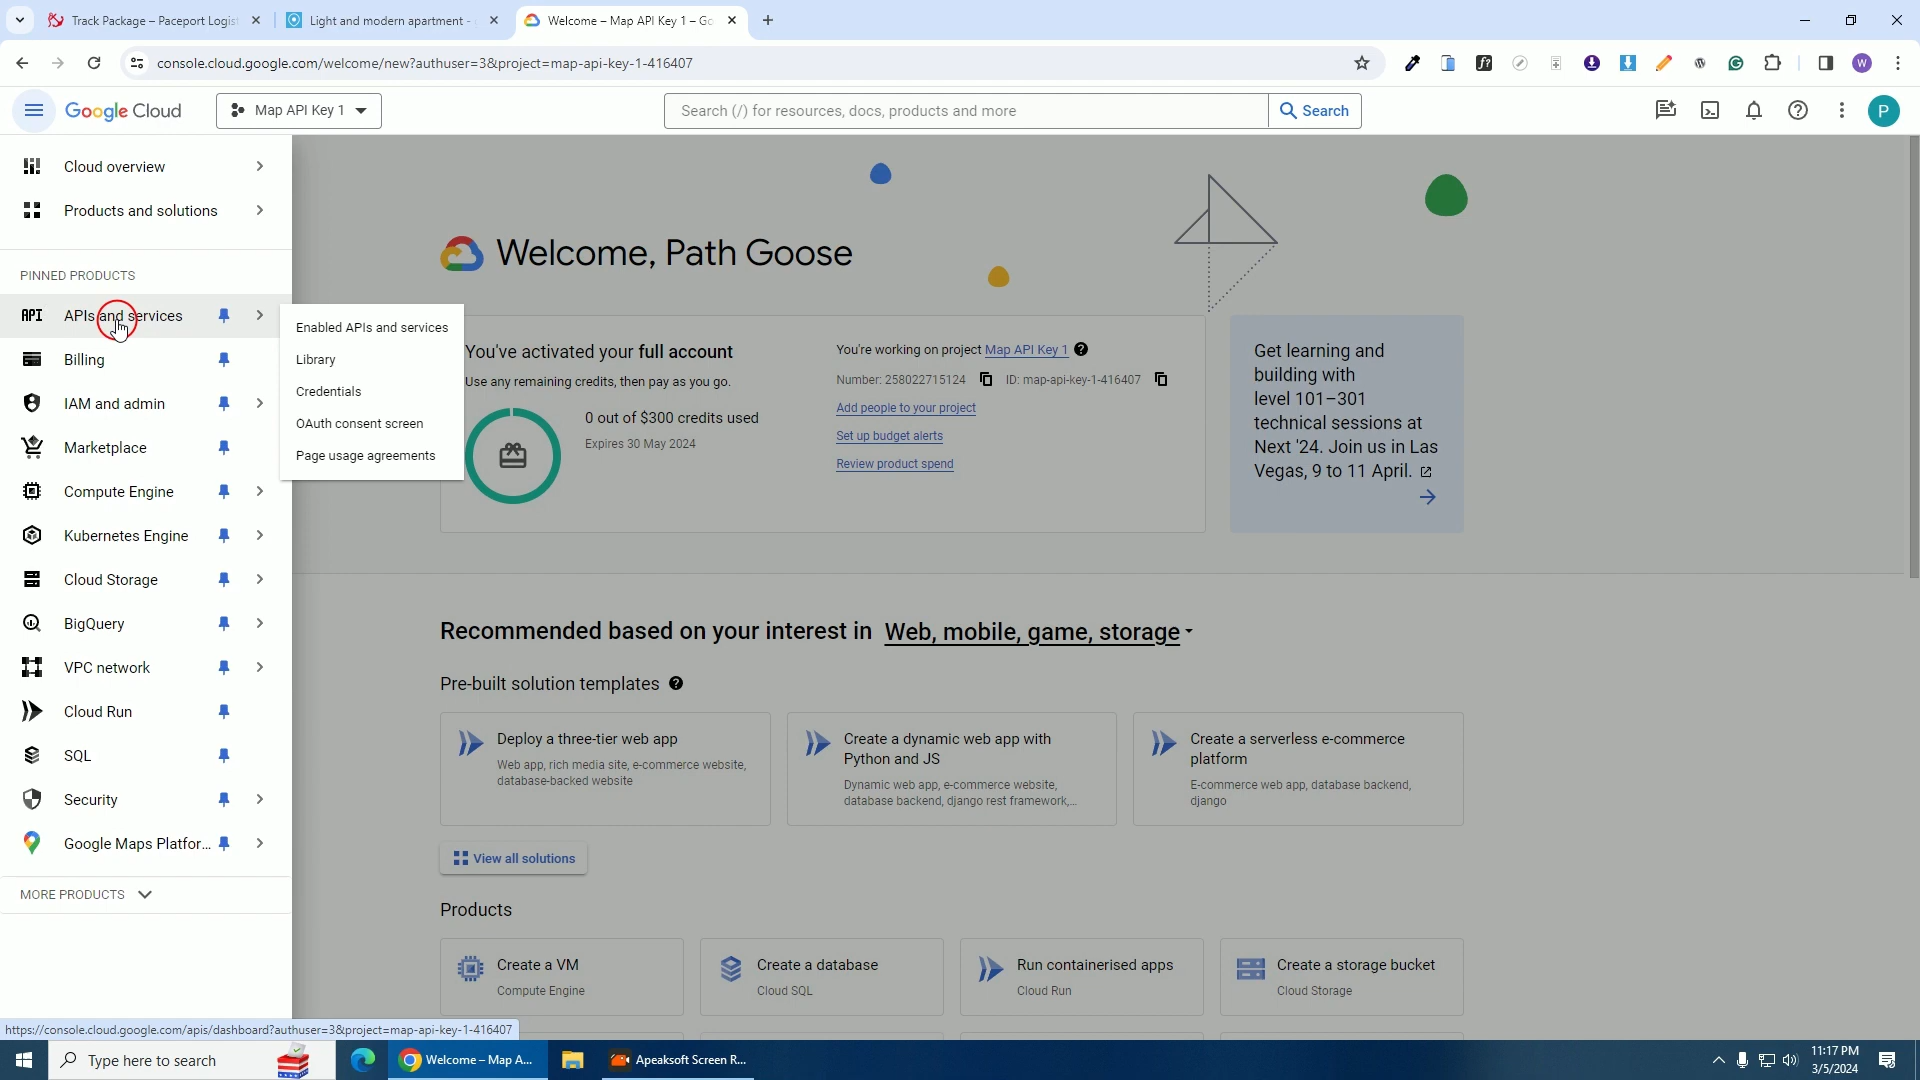 Track Package – Paceport Logist
Light and modern apartment -
Welcome – Map API Key 1 – Go
console.cloud.google.com/welcome/new?authuser=3&project=map-api-key-1-416407
W
Google Cloud
Map API Key 1
Search (/) for resources, docs, products and more
Search
P
Cloud overview
Products and solutions
PINNED PRODUCTS
API APIs and services
Billing
IAM and admin
Marketplace
Compute Engine
Kubernetes Engine
Cloud Storage
BigQuery
VPC network
Cloud Run
SQL
Security
Google Maps Platfor...
MORE PRODUCTS
Enabled APIs and services
Library
Credentials
OAuth consent screen
Page usage agreements
Welcome, Path Goose
You've activated your full account
Use any remaining credits, then pay as you go.
0 out of $300 credits used
Expires 30 May 2024
You're working on project Map API Key 1
Number: 258022715124 ID: map-api-key-1-416407
Add people to your project
Set up budget alerts
Review product spend
Get learning and
building with
level 101–301
technical sessions at
Next '24. Join us in Las
Vegas, 9 to 11 April.
Recommended based on your interest in Web, mobile, game, storage
Pre-built solution templates
Deploy a three-tier web app
Web app, rich media site, e-commerce website,
database-backed website
Create a dynamic web app with
Python and JS
Dynamic web app, e-commerce website,
database backend, django rest framework,...
Create a serverless e-commerce
platform
E-commerce web app, database backend,
django
View all solutions
Products
Create a VM
Compute Engine
Create a database
Cloud SQL
Run containerised apps
Cloud Run
Create a storage bucket
Cloud Storage
https://console.cloud.google.com/apis/dashboard?authuser=3&project=map-api-key-1-416407
Type here to search
Welcome – Map A...
Apeaksoft Screen R...
11:17 PM
3/5/2024